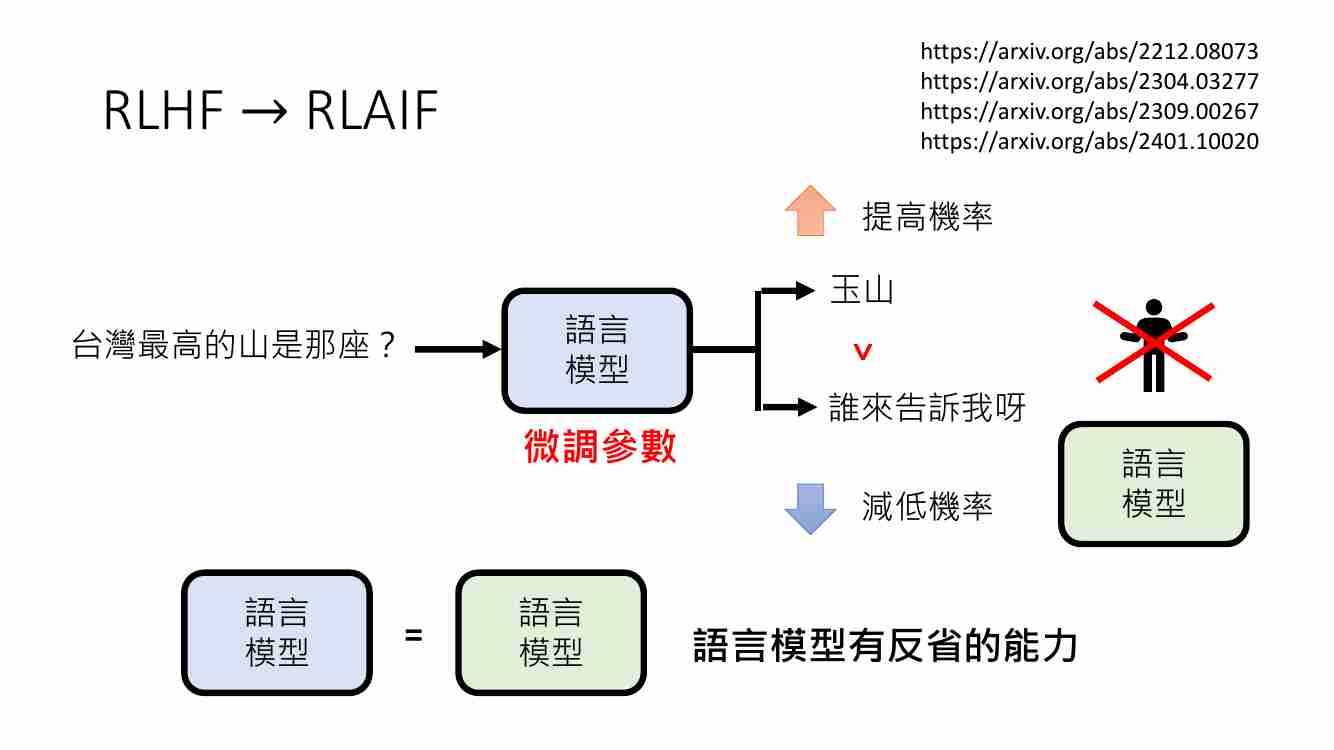 RLHF → RLAIF
https://arxiv.org/abs/2212.08073
https://arxiv.org/abs/2304.03277
https://arxiv.org/abs/2309.00267
https://arxiv.org/abs/2401.10020
提高機率
台灣最高的山是那座？
語言
模型
微調參數
玉山
v
誰來告訴我呀
減低機率
語言
模型
語言
模型
=
語言
模型
語言模型有反省的能力